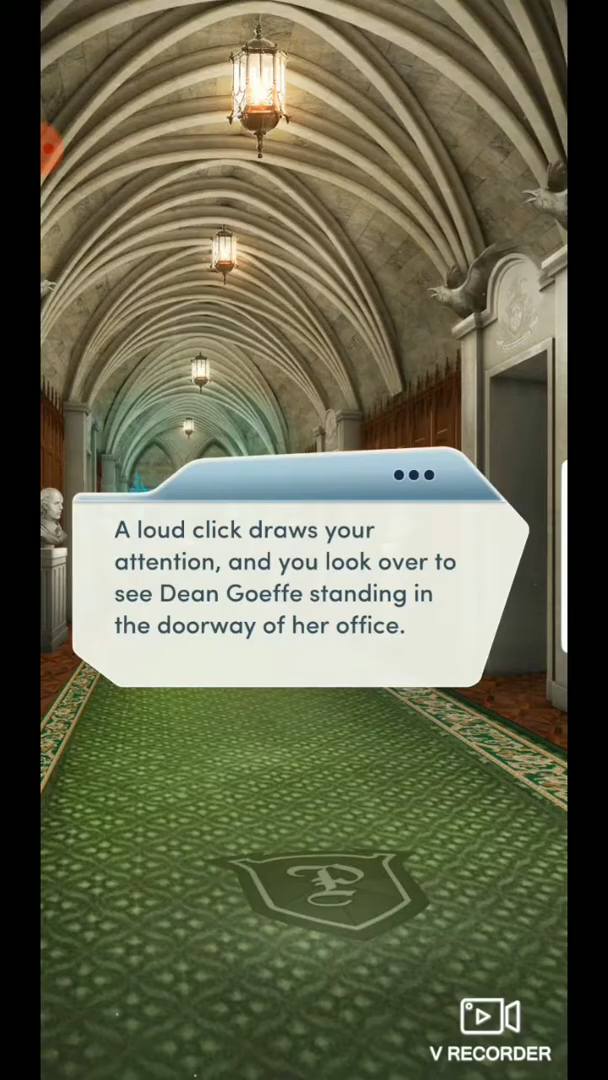 A loud click draws your
attention, and you look over to
see Dean Goeffe standing in
the doorway of her office.
P
V RECORDER